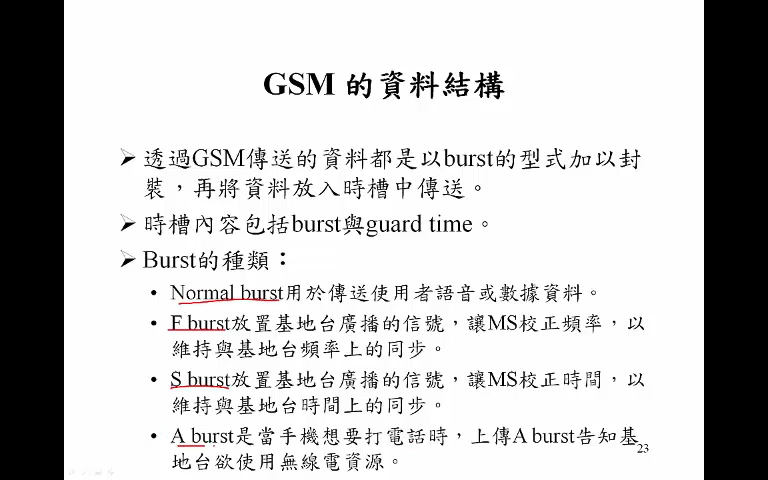 GSM 的資料結構
➢ 透過GSM傳送的資料都是以burst的型式加以封
裝，再將資料放入時槽中傳送。
➢ 時槽內容包括burst與guard time。
➢ Burst的種類：
• Normal burst用於傳送使用者語音或數據資料。
• F burst放置基地台廣播的信號，讓MS校正頻率，以
維持與基地台頻率上的同步。
• S burst放置基地台廣播的信號，讓MS校正時間，以
維持與基地台時間上的同步。
• A burst是當手機想要打電話時，上傳A burst告知基
地台欲使用無線電資源。
23